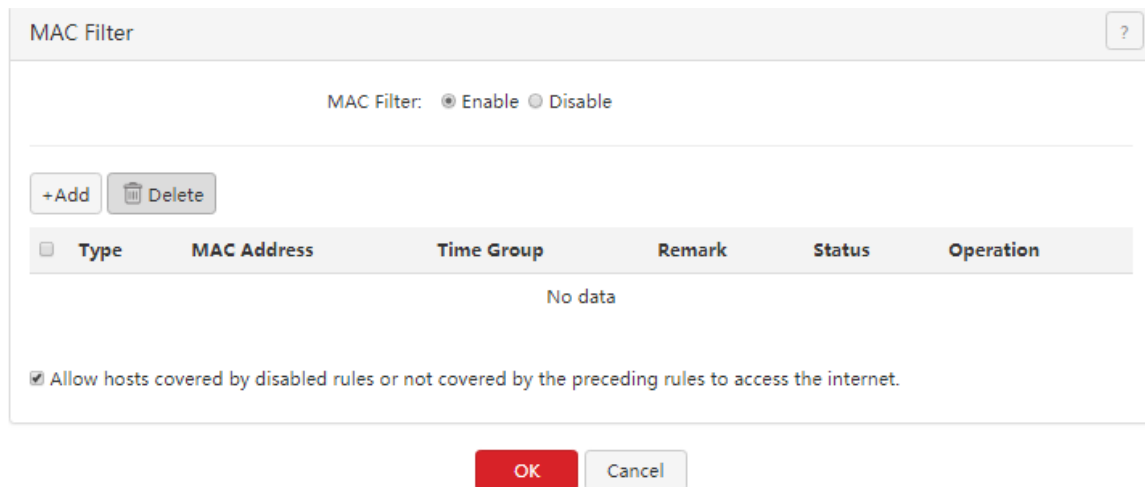 MAC Filter ?
MAC Filter: Enable Disable
+Add Delete
Type MAC Address Time Group Remark Status Operation
No data
Allow hosts covered by disabled rules or not covered by the preceding rules to access the internet.
OK Cancel